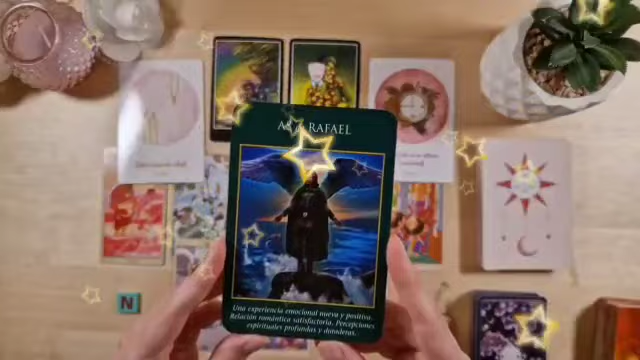 RAFAEL
Una experiencia emocional nueva y positiva.
Relación romántica satisfactoria. Percepciones
espirituales profundas y duraderas.
N